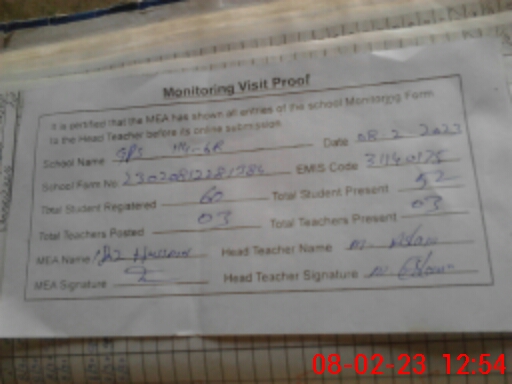 Monitoring Visit Proof
It is certified that the MEA has shown all entries of the school Monitoring Form
to the Head Teacher before its online submission.
School Name GPS Date 08-2-2023
School Form No EMIS Code 31140175
Total Student Registered 60 Total Student Present 52
Total Teachers Posted 03 Total Teachers Present 03
MEA Name Head Teacher Name M.
MEA Signature Head Teacher Signature
08-02-23 12:54